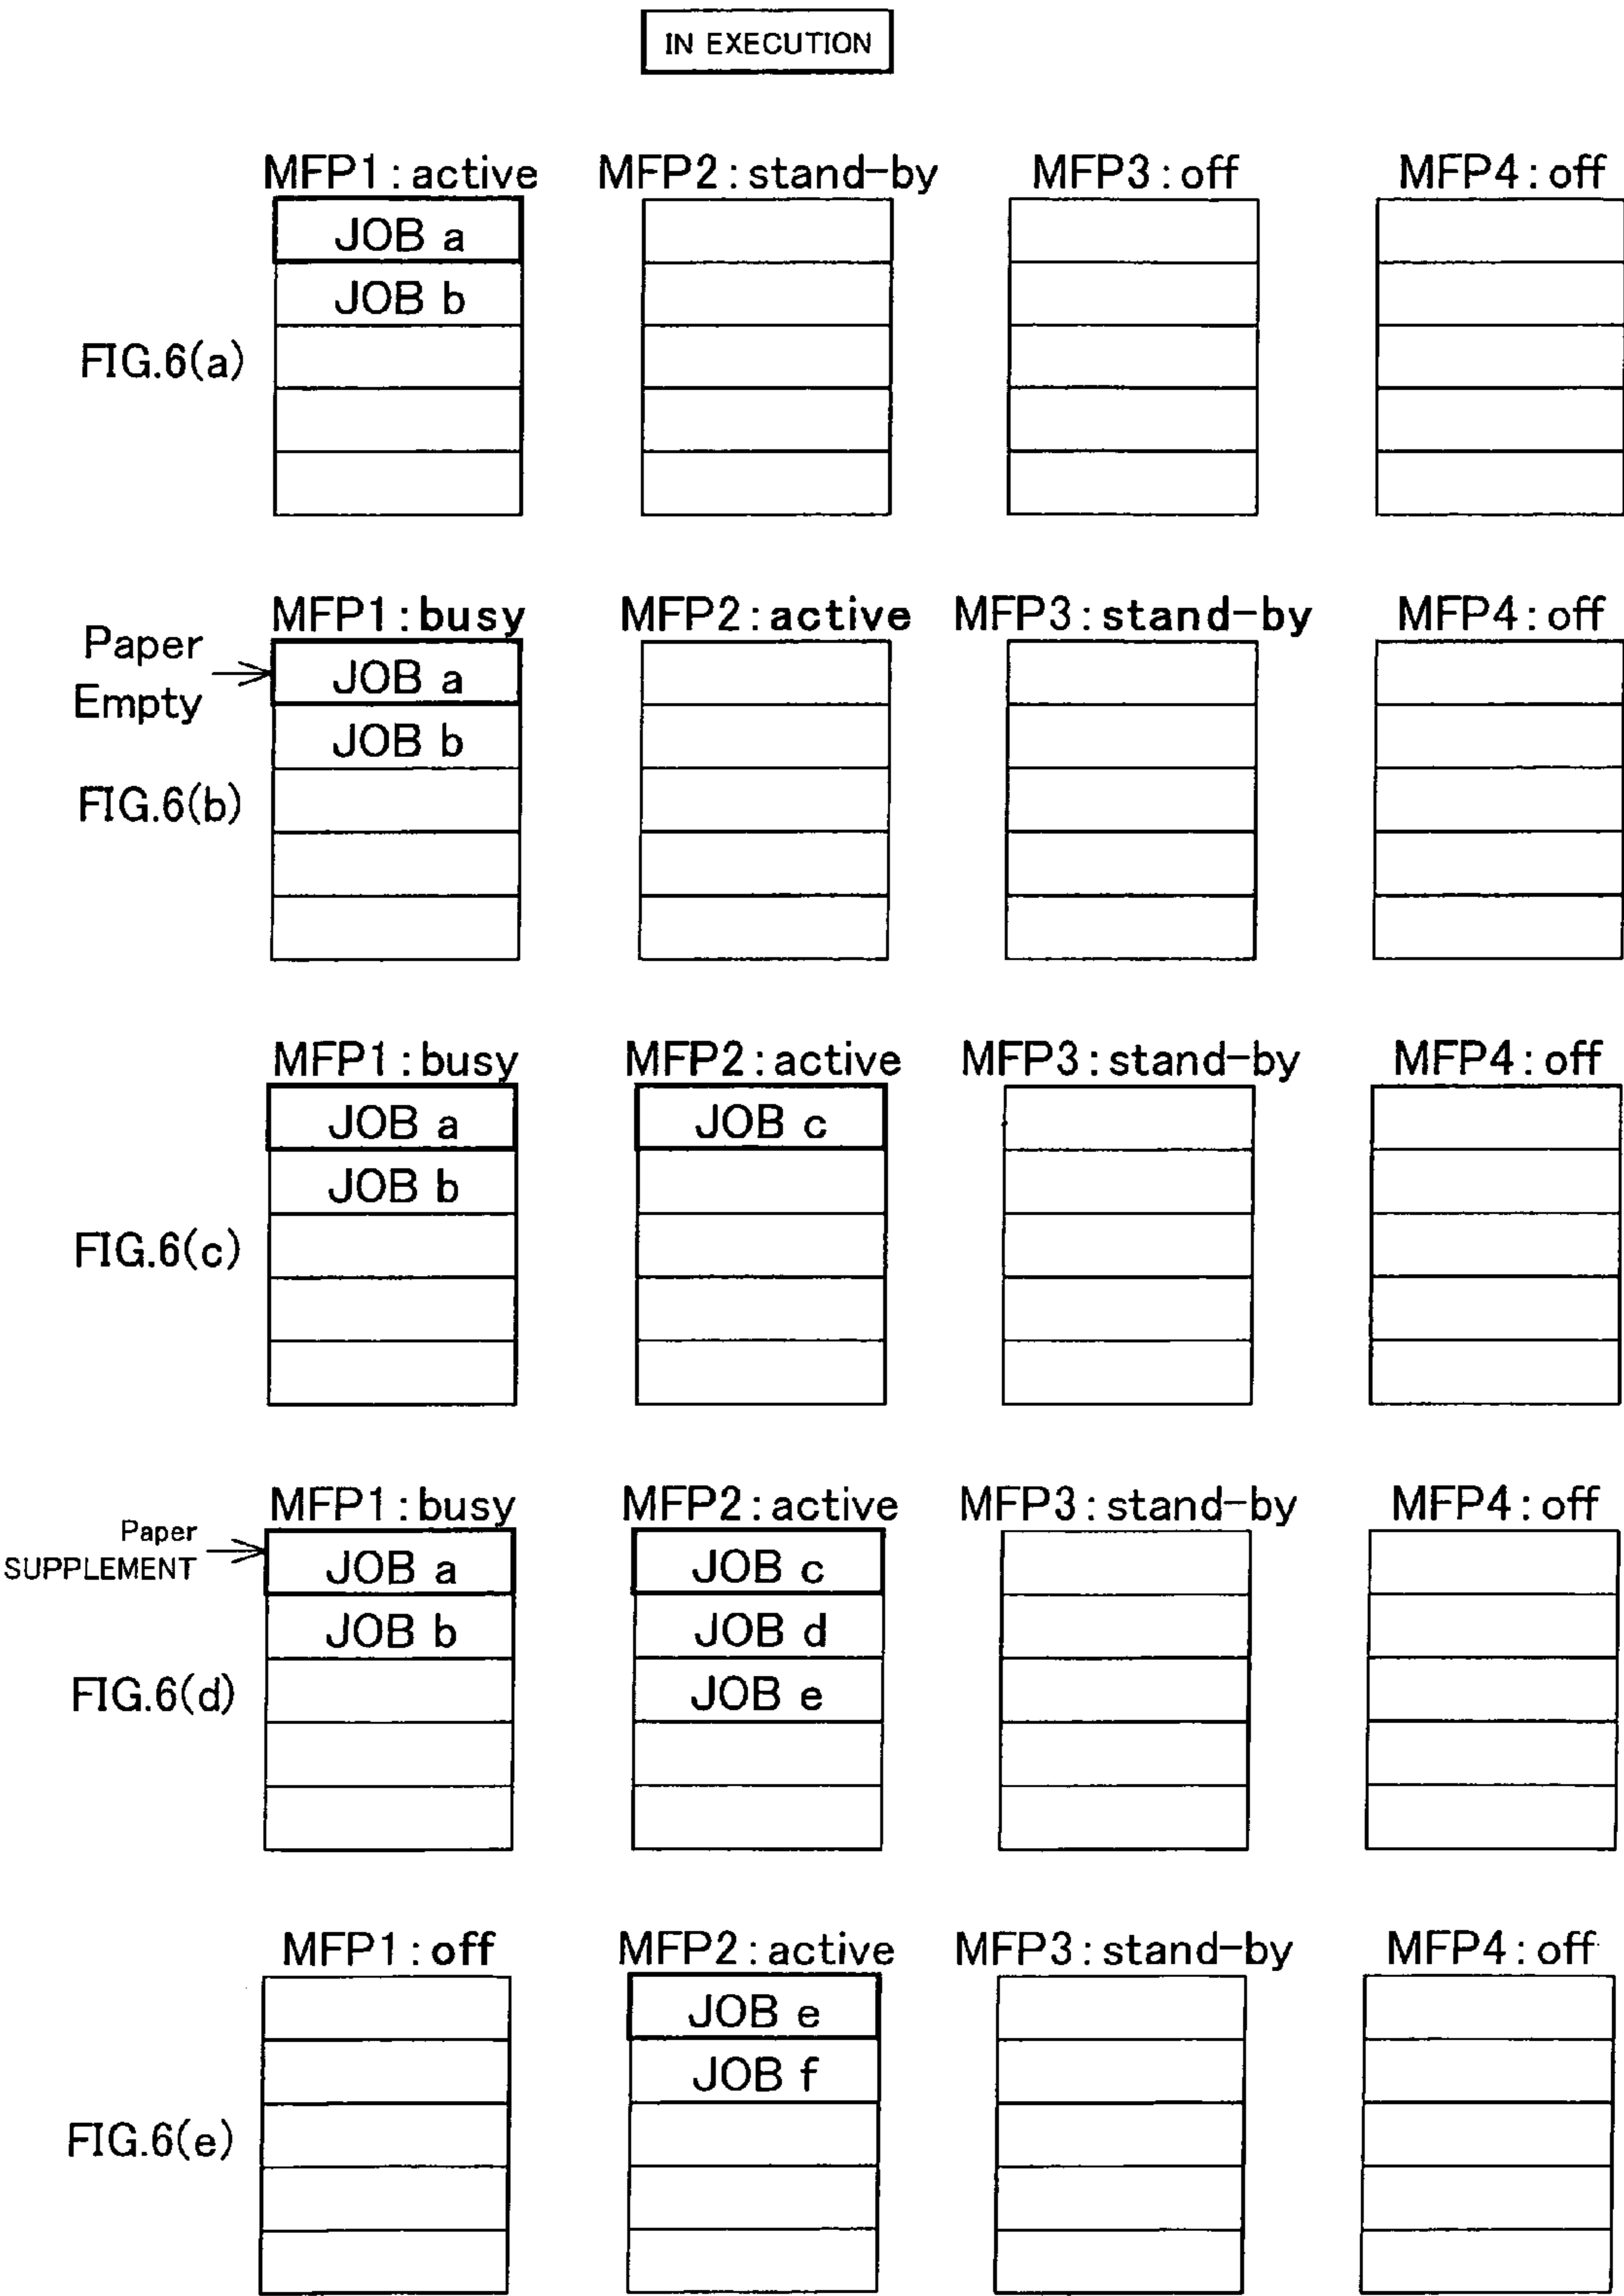 IN EXECUTION
MFP1:active MFP2:stand-by MFP3:off MFP4:off
JOB a
JOB b
FIG.6(a)
MFP1:busy MFP2:active MFP3:stand-by MFP4:off
Paper
Empty
JOB a
JOB b
FIG.6(b)
MFP1:busy MFP2:active MFP3:stand-by MFP4:off
JOB a JOB c
JOB b
FIG.6(c)
MFP1:busy MFP2:active MFP3:stand-by MFP4:off
Paper
SUPPLEMENT
JOB a JOB c
JOB b JOB d
FIG.6(d) JOB e
MFP1:off MFP2:active MFP3:stand-by MFP4:off
JOB e
JOB f
FIG.6(e)